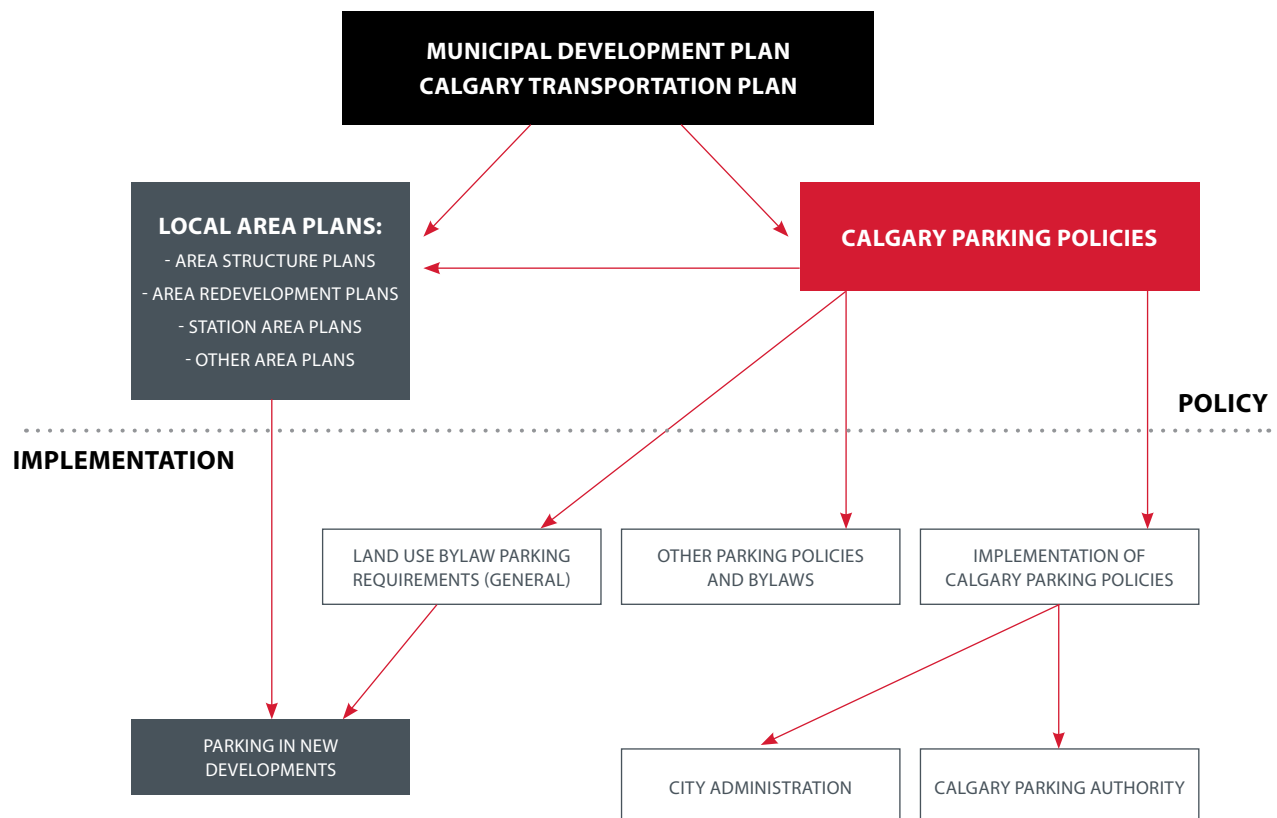 MUNICIPAL DEVELOPMENT PLAN
CALGARY TRANSPORTATION PLAN
LOCAL AREA PLANS:
- AREA STRUCTURE PLANS
- AREA REDEVELOPMENT PLANS
- STATION AREA PLANS
- OTHER AREA PLANS
CALGARY PARKING POLICIES
POLICY
IMPLEMENTATION
LAND USE BYLAW PARKING
REQUIREMENTS (GENERAL)
OTHER PARKING POLICIES
AND BYLAWS
IMPLEMENTATION OF
CALGARY PARKING POLICIES
PARKING IN NEW
DEVELOPMENTS
CITY ADMINISTRATION
CALGARY PARKING AUTHORITY